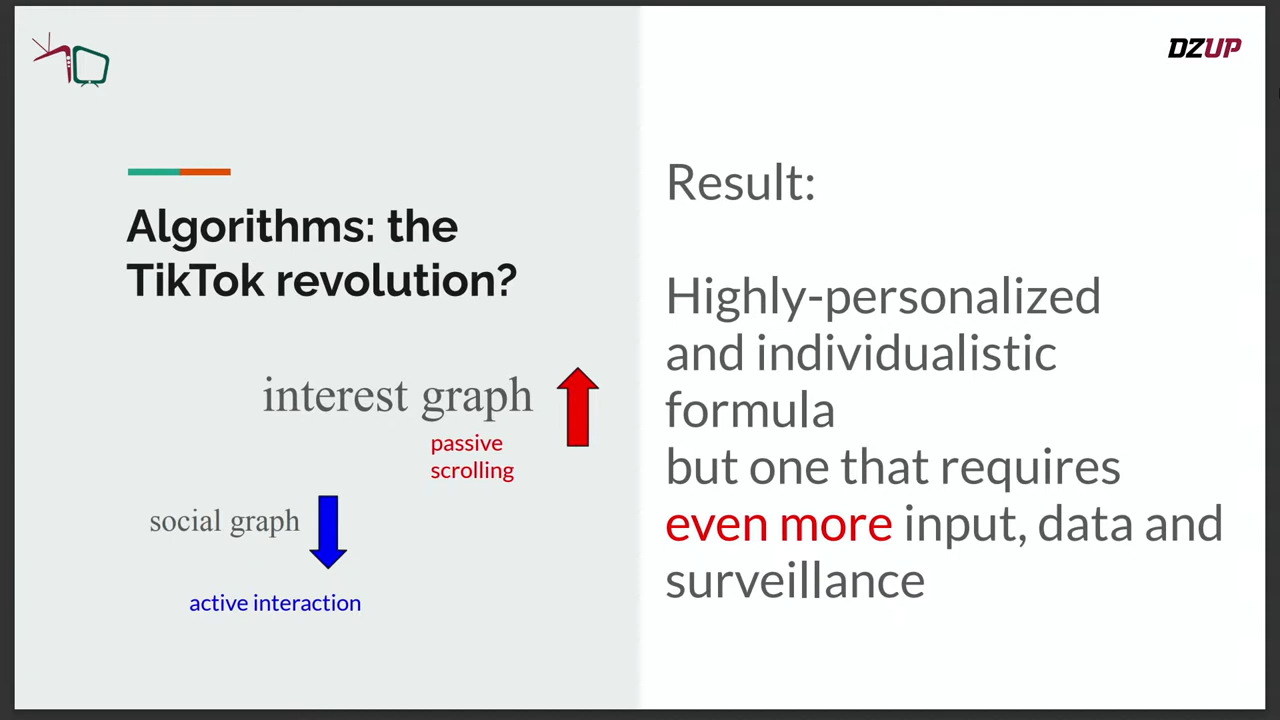 DZUP
Algorithms: the
TikTok revolution?
interest graph
passive
scrolling
social graph
active interaction
Result:
Highly-personalized
and individualistic
formula
but one that requires
even more input, data and
surveillance